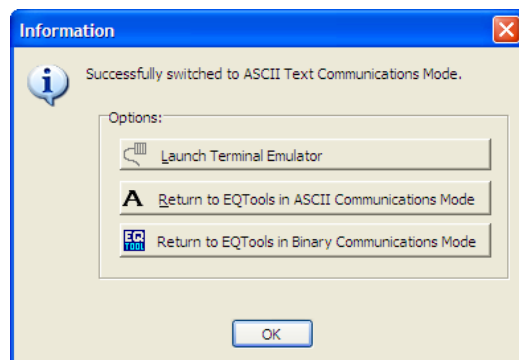 Information
Successfully switched to ASCII Text Communications Mode.
Options:
Launch Terminal Emulator
A Return to EQTools in ASCII Communications Mode
EQ TOOL Return to EQTools in Binary Communications Mode
OK